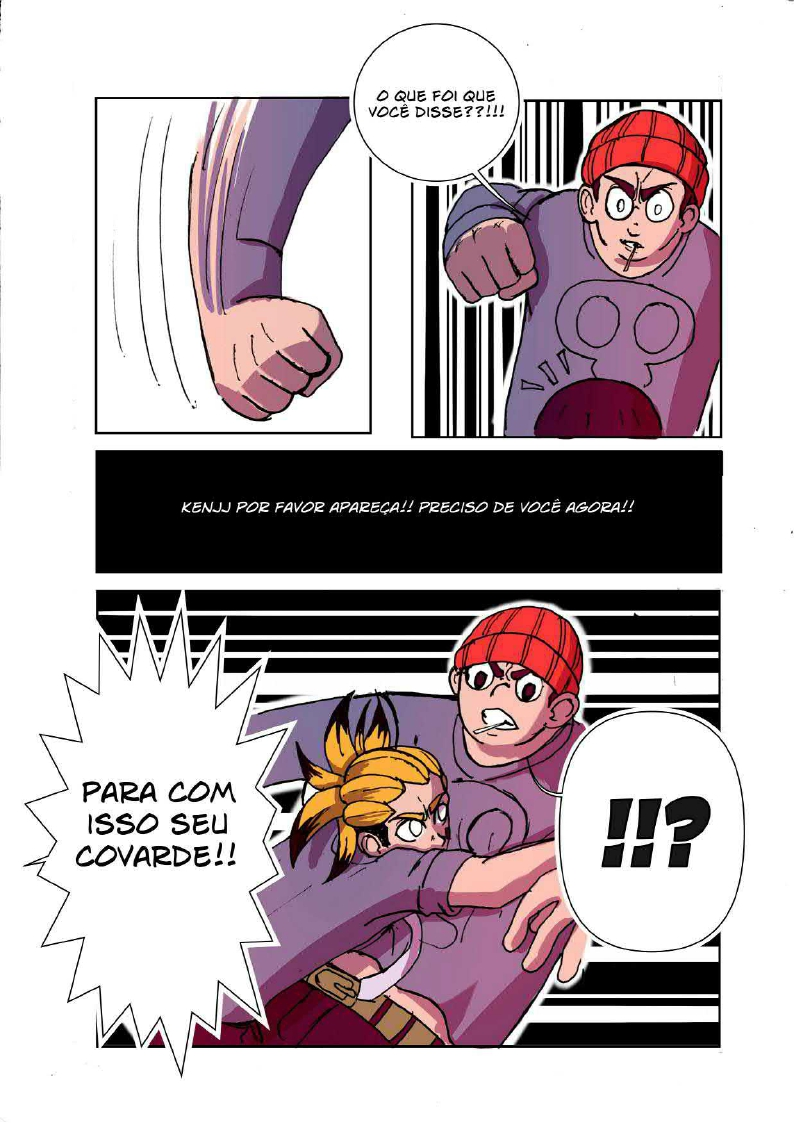 O QUE FOI QUE
VOCÊ DISSE??!!!
KENJJ POR FAVOR APAREÇA!! PRECISO DE VOCÊ AGORA!!
PARA COM
ISSO SEU
COVARDE!!
!!?